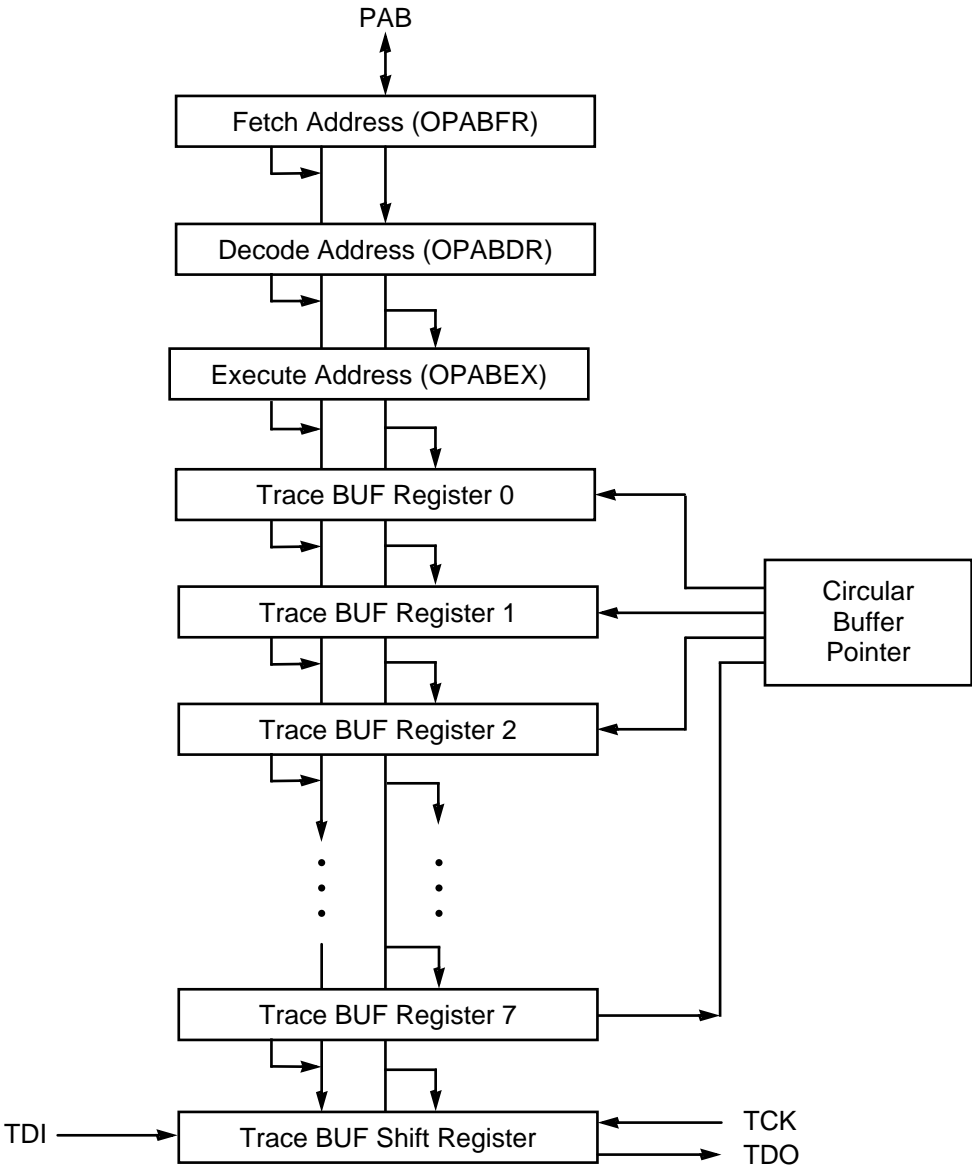 PAB
Fetch Address (OPABFR)
Decode Address (OPABDR)
Execute Address (OPABEX)
Trace BUF Register 0
Trace BUF Register 1
Trace BUF Register 2
Circular
Buffer
Pointer
Trace BUF Register 7
TDI
Trace BUF Shift Register
TCK
TDO